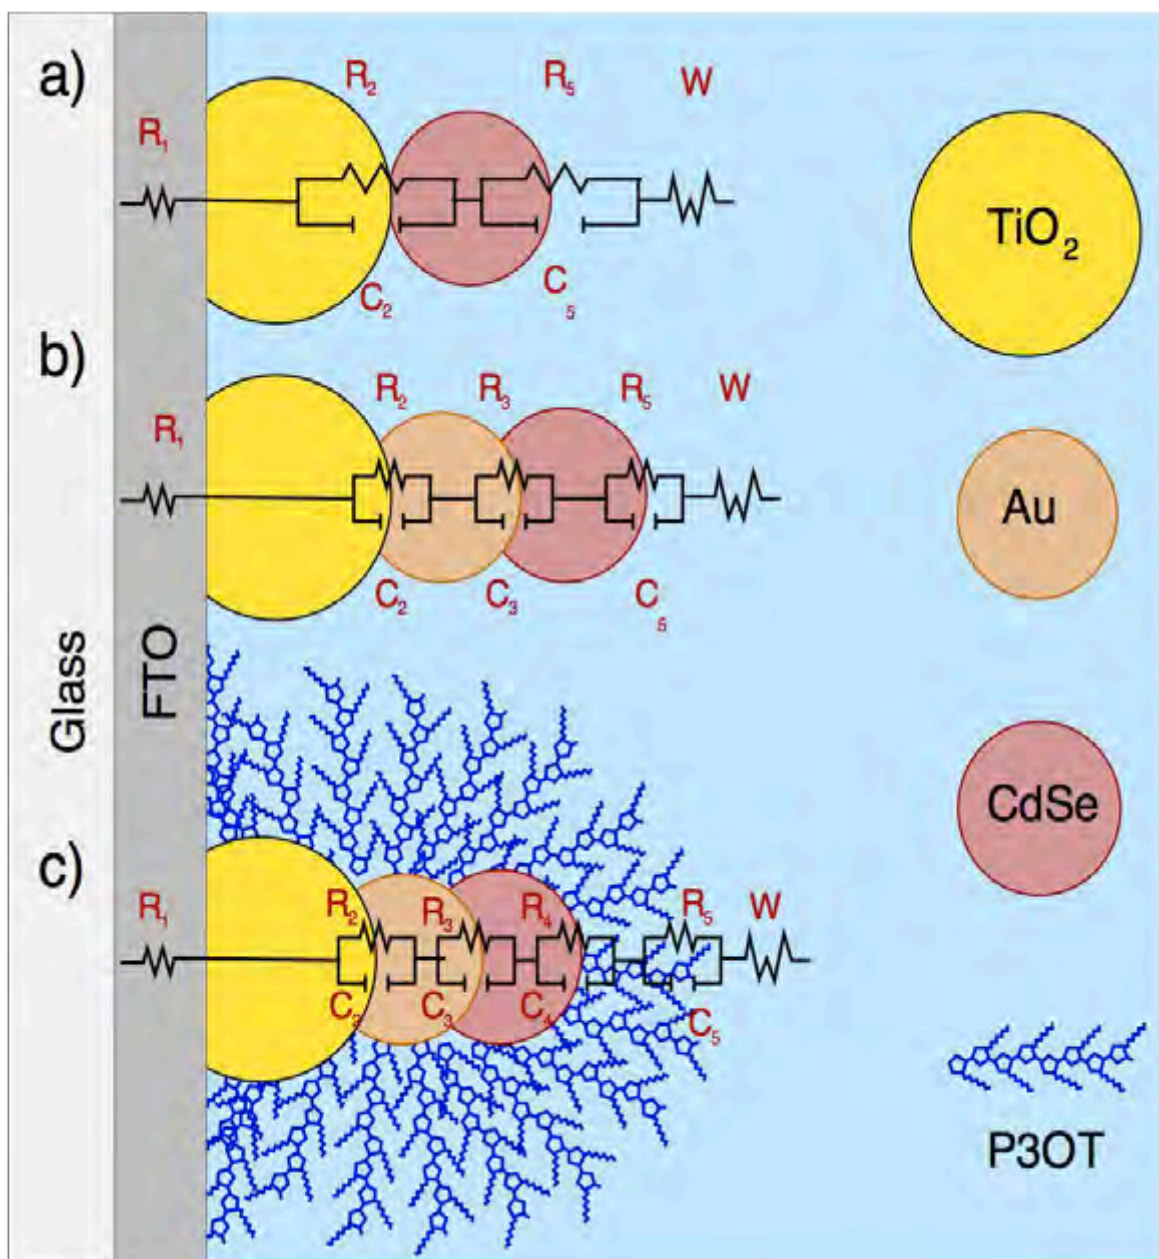 a)
R₂ R₅ W
R₁
C₂ C₅
TiO₂
b)
R₂ R₃ R₅ W
R₁
C₂ C₃ C₅
Au
Glass
FTO
CdSe
c)
R₁ R₂ R₃ R₄ R₅ W
C₂ C₃ C₄ C₅
P3OT